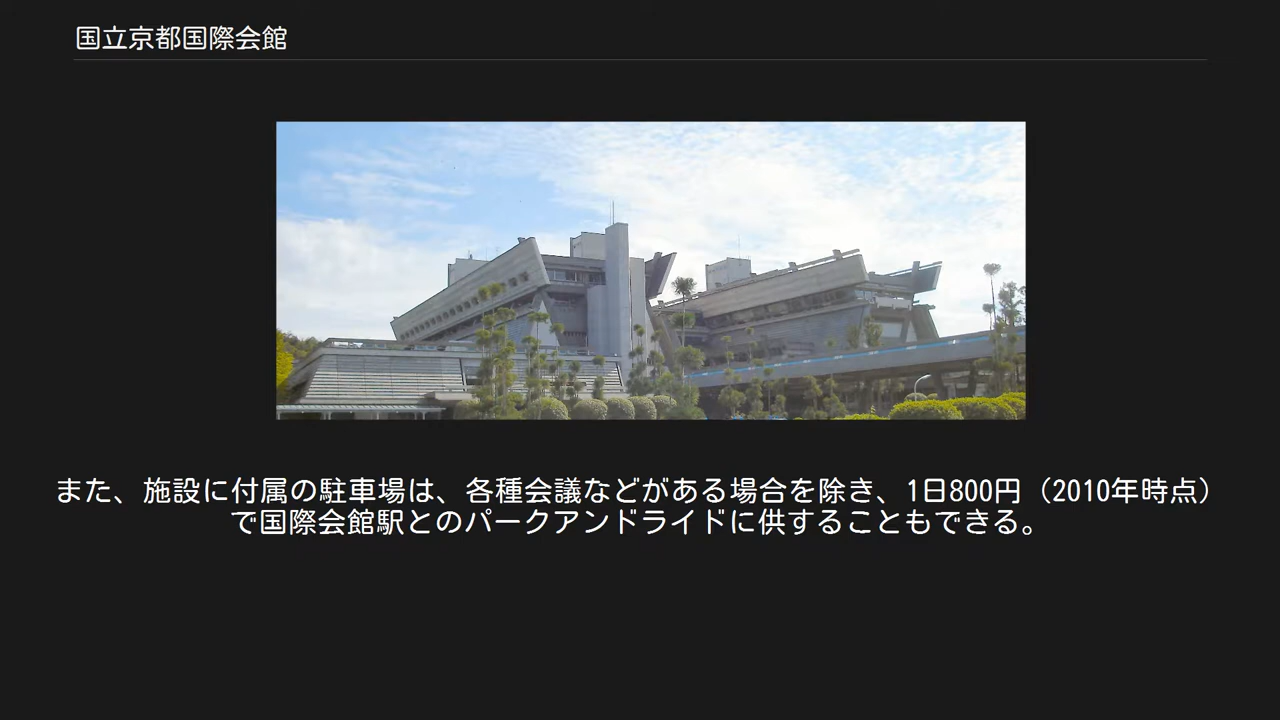 国立京都国際会館
また、施設に付属の駐車場は、各種会議などがある場合を除き、1日800円（2010年時点）
で国際会館駅とのパークアンドライドに供することもできる。